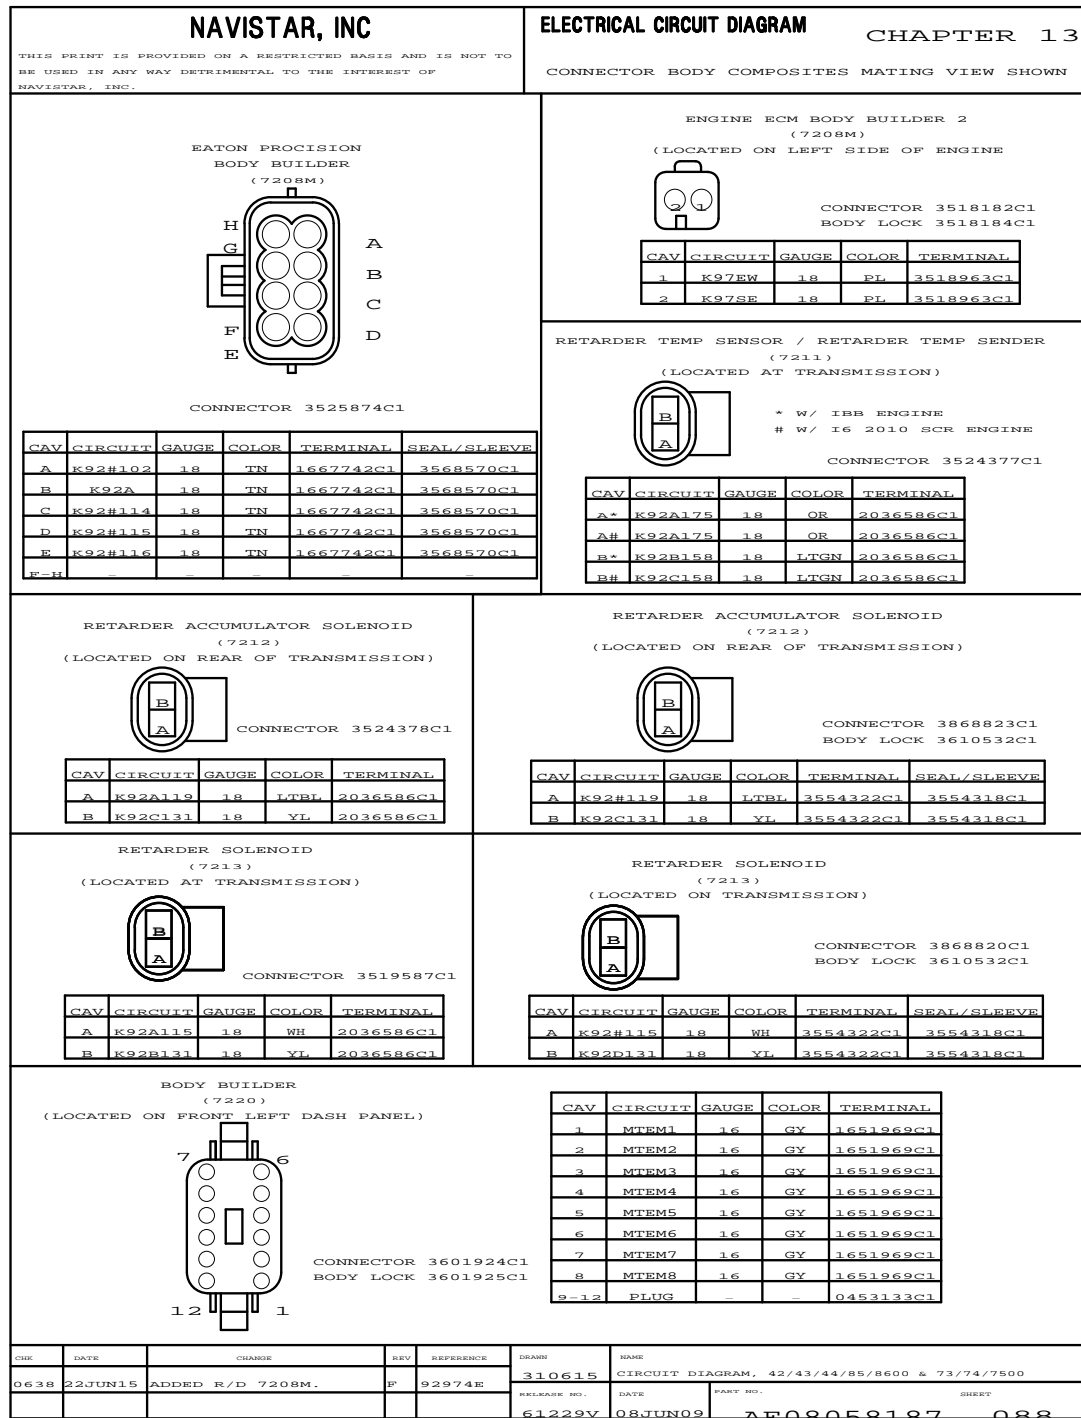 NAVISTAR, INC
THIS PRINT IS PROVIDED ON A RESTRICTED BASIS AND IS NOT TO
BE USED IN ANY WAY DETRIMENTAL TO THE INTEREST OF
NAVISTAR, INC.
ELECTRICAL CIRCUIT DIAGRAM
CHAPTER 13
CONNECTOR BODY COMPOSITES MATING VIEW SHOWN
EATON PROCISION
BODY BUILDER
(7208M)
H
G
A
B
C
F
D
E
CONNECTOR 3525874C1
CAV CIRCUIT GAUGE COLOR TERMINAL SEAL/SLEEVE
A K92#102 18 TN 1667742C1 3568570C1
B K92A 18 TN 1667742C1 3568570C1
C K92#114 18 TN 1667742C1 3568570C1
D K92#115 18 TN 1667742C1 3568570C1
E K92#116 18 TN 1667742C1 3568570C1
F-H - - - - -
ENGINE ECM BODY BUILDER 2
(7208M)
(LOCATED ON LEFT SIDE OF ENGINE
2 1
CONNECTOR 3518182C1
BODY LOCK 3518184C1
CAV CIRCUIT GAUGE COLOR TERMINAL
1 K97EW 18 PL 3518963C1
2 K97SE 18 PL 3518963C1
RETARDER TEMP SENSOR / RETARDER TEMP SENDER
(7211)
(LOCATED AT TRANSMISSION)
B
A
* W/ IBB ENGINE
# W/ I6 2010 SCR ENGINE
CONNECTOR 3524377C1
CAV CIRCUIT GAUGE COLOR TERMINAL
A* K92A175 18 OR 2036586C1
A# K92A175 18 OR 2036586C1
B* K92B158 18 LTGN 2036586C1
B# K92C158 18 LTGN 2036586C1
RETARDER ACCUMULATOR SOLENOID
(7212)
(LOCATED ON REAR OF TRANSMISSION)
B
A
CONNECTOR 3524378C1
CAV CIRCUIT GAUGE COLOR TERMINAL
A K92A119 18 LTBL 2036586C1
B K92C131 18 YL 2036586C1
RETARDER ACCUMULATOR SOLENOID
(7212)
(LOCATED ON REAR OF TRANSMISSION)
B
A
CONNECTOR 3868823C1
BODY LOCK 3610532C1
CAV CIRCUIT GAUGE COLOR TERMINAL SEAL/SLEEVE
A K92#119 18 LTBL 3554322C1 3554318C1
B K92C131 18 YL 3554322C1 3554318C1
RETARDER SOLENOID
(7213)
(LOCATED AT TRANSMISSION)
B
A
CONNECTOR 3519587C1
CAV CIRCUIT GAUGE COLOR TERMINAL
A K92A115 18 WH 2036586C1
B K92B131 18 YL 2036586C1
RETARDER SOLENOID
(7213)
(LOCATED ON TRANSMISSION)
B
A
CONNECTOR 3868820C1
BODY LOCK 3610532C1
CAV CIRCUIT GAUGE COLOR TERMINAL SEAL/SLEEVE
A K92#115 18 WH 3554322C1 3554318C1
B K92D131 18 YL 3554322C1 3554318C1
BODY BUILDER
(7220)
(LOCATED ON FRONT LEFT DASH PANEL)
7 6
CONNECTOR 3601924C1
BODY LOCK 3601925C1
12 1
CAV CIRCUIT GAUGE COLOR TERMINAL
1 MTEM1 16 GY 1651969C1
2 MTEM2 16 GY 1651969C1
3 MTEM3 16 GY 1651969C1
4 MTEM4 16 GY 1651969C1
5 MTEM5 16 GY 1651969C1
6 MTEM6 16 GY 1651969C1
7 MTEM7 16 GY 1651969C1
8 MTEM8 16 GY 1651969C1
9-12 PLUG - - 0453133C1
CHK DATE CHANGE REV REFERENCE
0638 22JUN15 ADDED R/D 7208M. F 92974E
DRAWN
310615
NAME
CIRCUIT DIAGRAM, 42/43/44/85/8600 & 73/74/7500
RELEASE NO.
61229V
DATE
08JUN09
PART NO.
AF08058187
SHEET
088